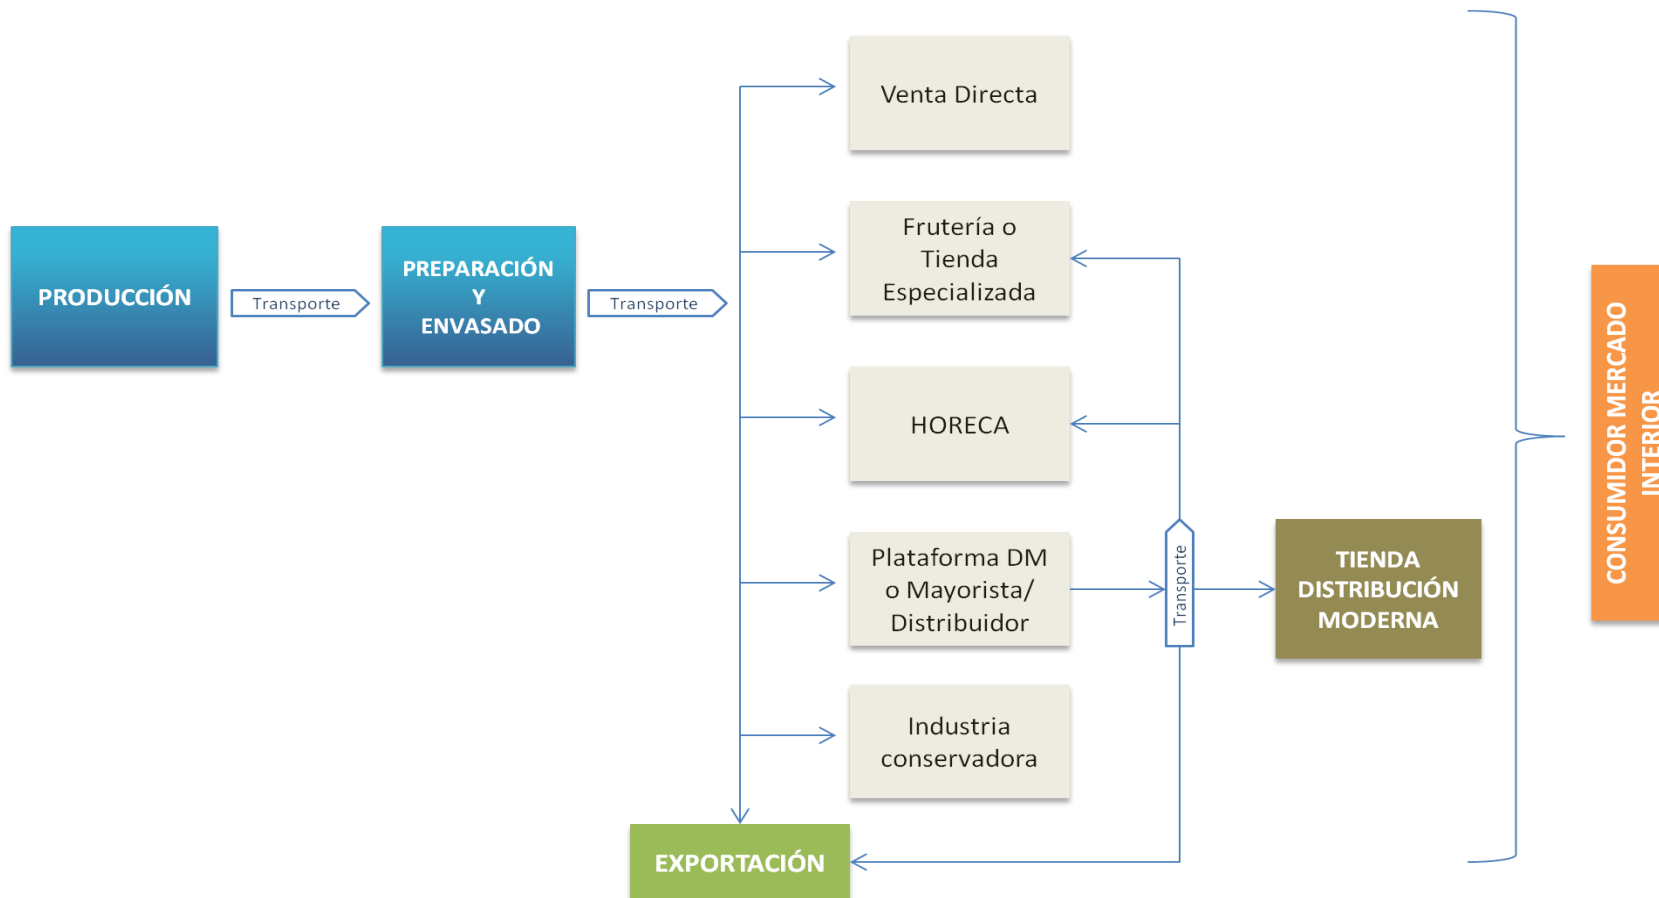 PRODUCCIÓN
Transporte
PREPARACIÓN
Y
ENVASADO
Transporte
Venta Directa
Frutería o
Tienda
Especializada
HORECA
Plataforma DM
o Mayorista/
Distribuidor
Industria
conservadora
EXPORTACIÓN
Transporte
TIENDA
DISTRIBUCIÓN
MODERNA
CONSUMIDOR MERCADO
INTERIOR